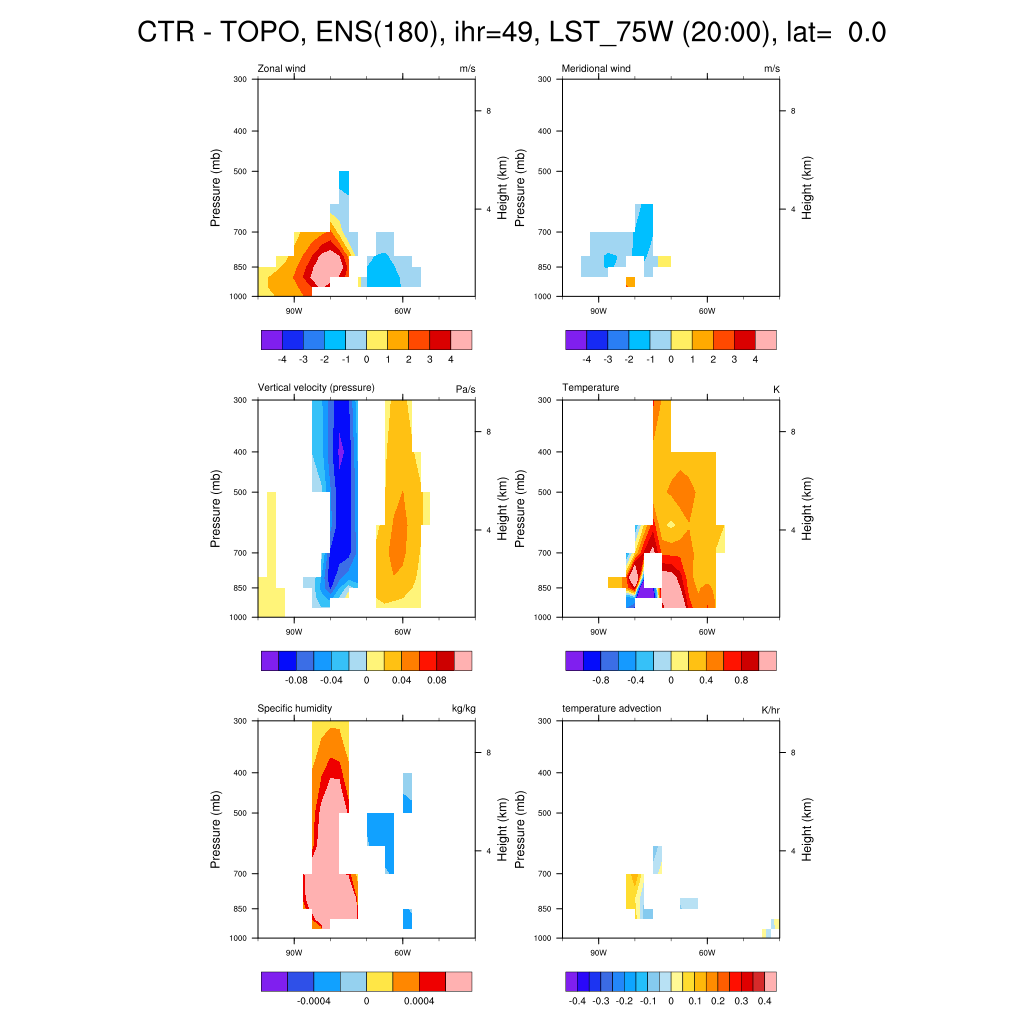 CTR - TOPO, ENS(180), ihr=49, LST_75W (20:00), lat=  0.0
Zonal wind m/s
300
400
500
700
850
1000
Pressure (mb)
8
4
Height (km)
90W 60W
-4 -3 -2 -1 0 1 2 3 4
Meridional wind m/s
300
400
500
700
850
1000
Pressure (mb)
8
4
Height (km)
90W 60W
-4 -3 -2 -1 0 1 2 3 4
Vertical velocity (pressure) Pa/s
300
400
500
700
850
1000
Pressure (mb)
8
4
Height (km)
90W 60W
-0.08 -0.04 0 0.04 0.08
Temperature K
300
400
500
700
850
1000
Pressure (mb)
8
4
Height (km)
90W 60W
-0.8 -0.4 0 0.4 0.8
Specific humidity kg/kg
300
400
500
700
850
1000
Pressure (mb)
8
4
Height (km)
90W 60W
-0.0004 0 0.0004
temperature advection K/hr
300
400
500
700
850
1000
Pressure (mb)
8
4
Height (km)
90W 60W
-0.4 -0.3 -0.2 -0.1 0 0.1 0.2 0.3 0.4